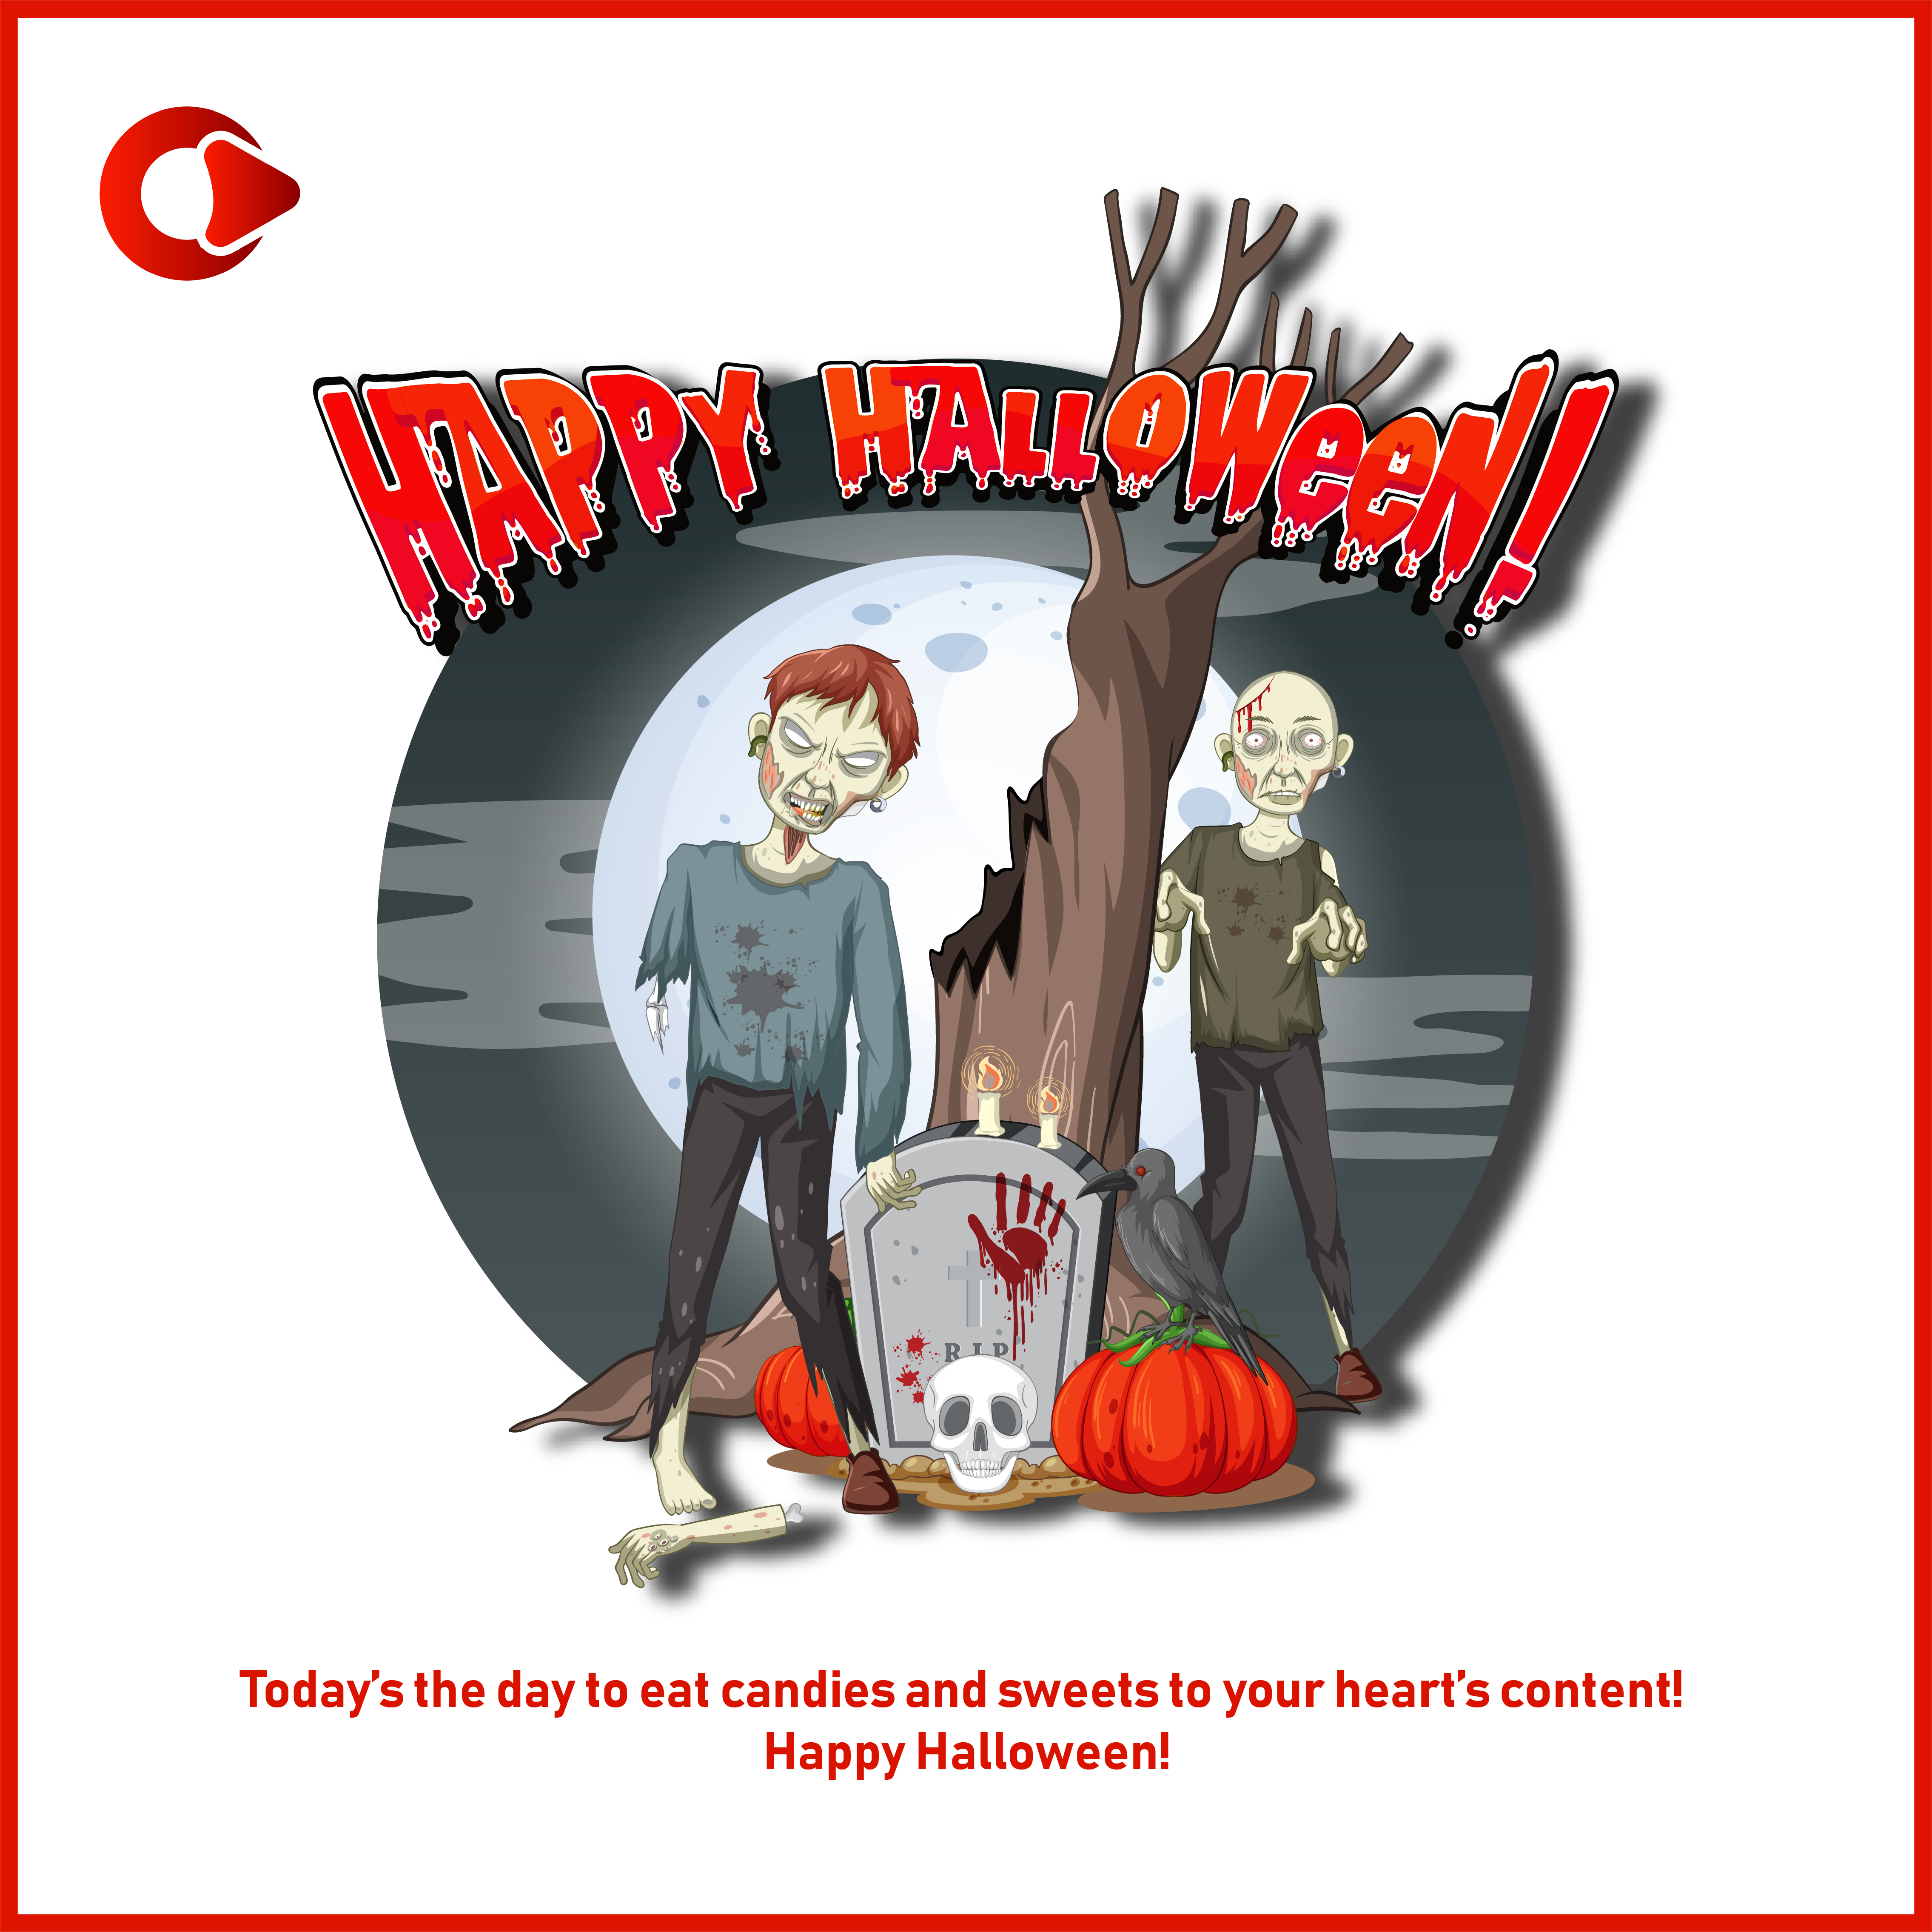 HAPPY HALLOWeeN!
R I P
Today’s the day to eat candies and sweets to your heart’s content!
Happy Halloween!